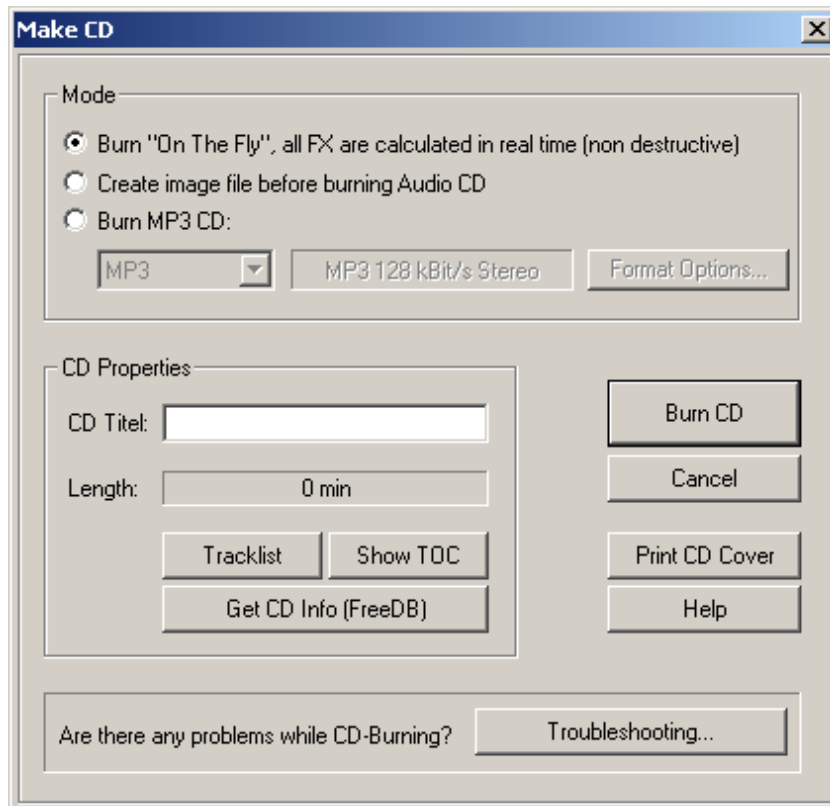 Make CD
Mode
Burn "On The Fly", all FX are calculated in real time (non destructive)
Create image file before burning Audio CD
Burn MP3 CD:
MP3 MP3 128 kBit/s Stereo Format Options...
CD Properties
CD Titel:
Burn CD
Length: 0 min
Cancel
Tracklist Show TOC
Print CD Cover
Get CD Info (FreeDB)
Help
Are there any problems while CD-Burning? Troubleshooting...